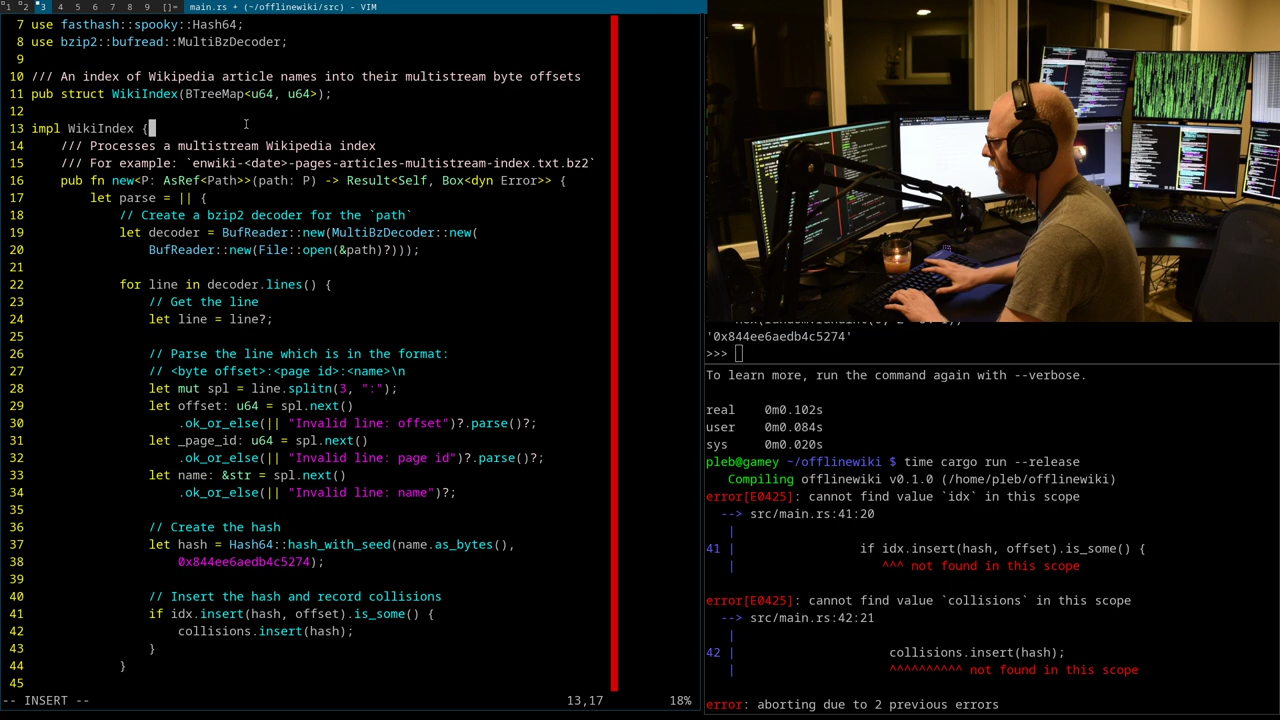 1 2 3 4 5 6 7 8 9 []= main.rs + (~/offlinewiki/src) - VIM
7 use fasthash::spooky::Hash64;
8 use bzip2::bufread::MultiBzDecoder;
9
10 /// An index of Wikipedia article names into their multistream byte offsets
11 pub struct WikiIndex(BTreeMap<u64, u64>);
12
13 impl WikiIndex {
14 /// Processes a multistream Wikipedia index
15 /// For example: `enwiki-<date>-pages-articles-multistream-index.txt.bz2`
16 pub fn new<P: AsRef<Path>>(path: P) -> Result<Self, Box<dyn Error>> {
17 let parse = || {
18 // Create a bzip2 decoder for the `path`
19 let decoder = BufReader::new(MultiBzDecoder::new(
20 BufReader::new(File::open(&path)?)));
21
22 for line in decoder.lines() {
23 // Get the line
24 let line = line?;
25
26 // Parse the line which is in the format:
27 // <byte offset>:<page id>:<name>\n
28 let mut spl = line.splitn(3, ":");
29 let offset: u64 = spl.next()
30 .ok_or_else(|| "Invalid line: offset")?.parse()?;
31 let _page_id: u64 = spl.next()
32 .ok_or_else(|| "Invalid line: page id")?.parse()?;
33 let name: &str = spl.next()
34 .ok_or_else(|| "Invalid line: name")?;
35
36 // Create the hash
37 let hash = Hash64::hash_with_seed(name.as_bytes(),
38 0x844ee6aedb4c5274);
39
40 // Insert the hash and record collisions
41 if idx.insert(hash, offset).is_some() {
42 collisions.insert(hash);
43 }
44 }
45
-- INSERT -- 13,17 18%
'0x844ee6aedb4c5274'
>>>
To learn more, run the command again with --verbose.
real 0m0.102s
user 0m0.084s
sys 0m0.020s
pleb@gamey ~/offlinewiki $ time cargo run --release
Compiling offlinewiki v0.1.0 (/home/pleb/offlinewiki)
error[E0425]: cannot find value `idx` in this scope
--> src/main.rs:41:20
|
41 | if idx.insert(hash, offset).is_some() {
| ^^^ not found in this scope
error[E0425]: cannot find value `collisions` in this scope
--> src/main.rs:42:21
|
42 | collisions.insert(hash);
| ^^^^^^^^^^ not found in this scope
error: aborting due to 2 previous errors